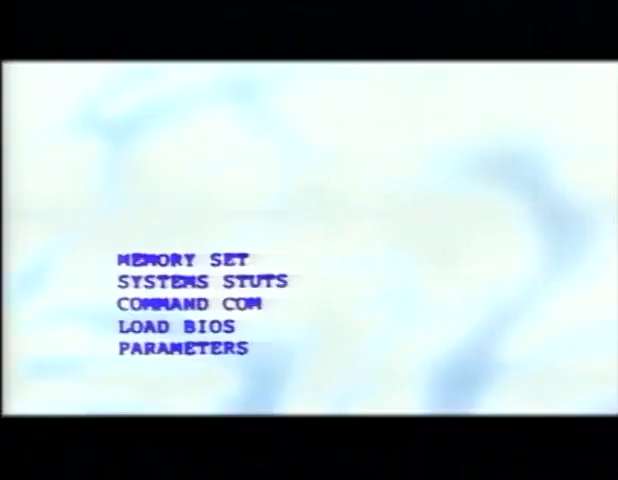 MEMORY SET
SYSTEMS STUTS
COMMAND COM
LOAD BIOS
PARAMETERS